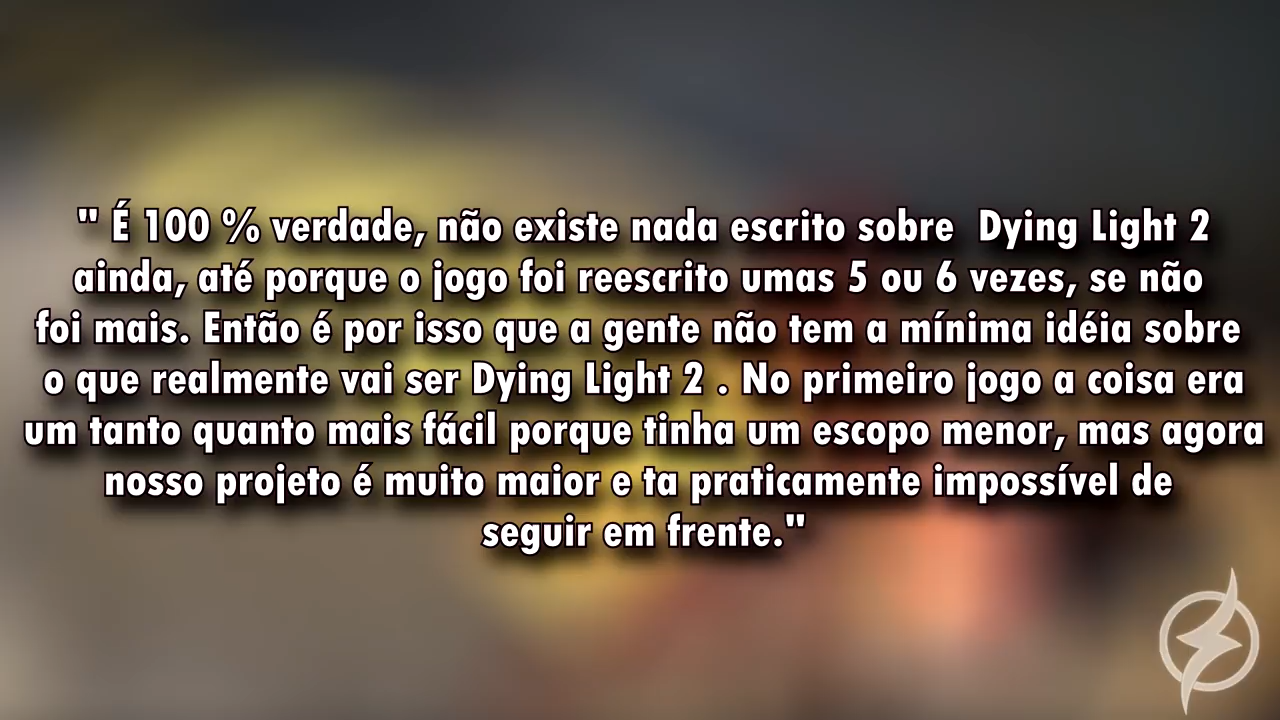 " É 100 % verdade, não existe nada escrito sobre  Dying Light 2
ainda, até porque o jogo foi reescrito umas 5 ou 6 vezes, se não
foi mais. Então é por isso que a gente não tem a mínima idéia sobre
o que realmente vai ser Dying Light 2 . No primeiro jogo a coisa era
um tanto quanto mais fácil porque tinha um escopo menor, mas agora
nosso projeto é muito maior e ta praticamente impossível de
seguir em frente."